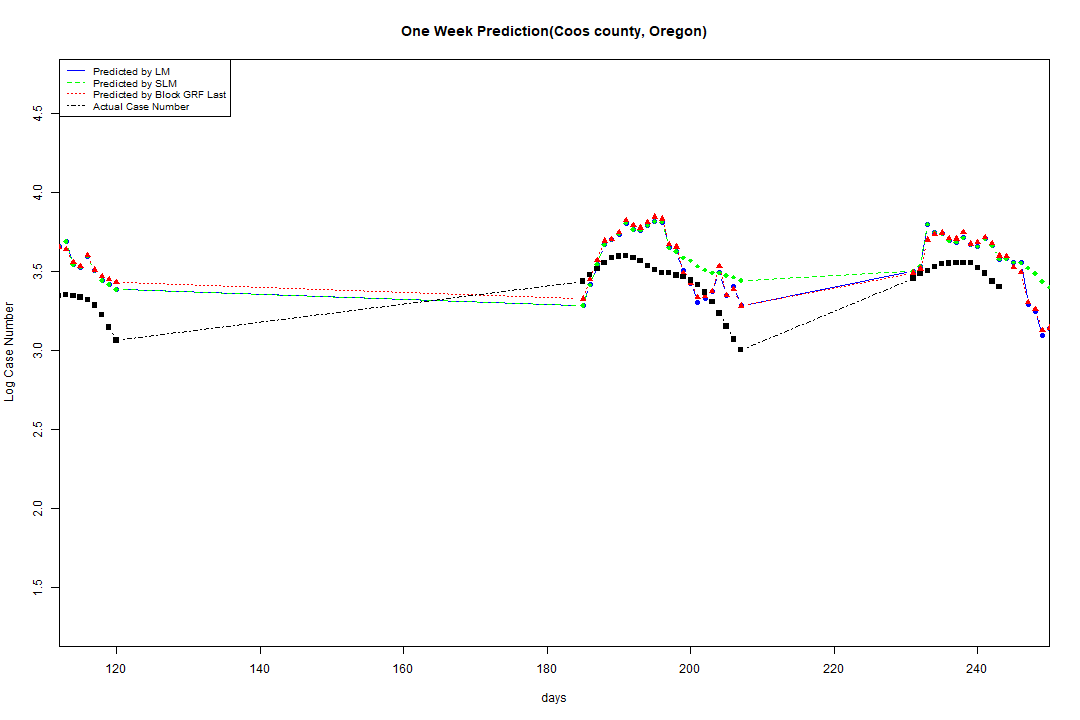 One Week Prediction(Coos county, Oregon)
Predicted by LM
Predicted by SLM
Predicted by Block GRF Last
Actual Case Number
4.5
4.0
3.5
3.0
2.5
2.0
1.5
Log Case Number
120 140 160 180 200 220 240
days